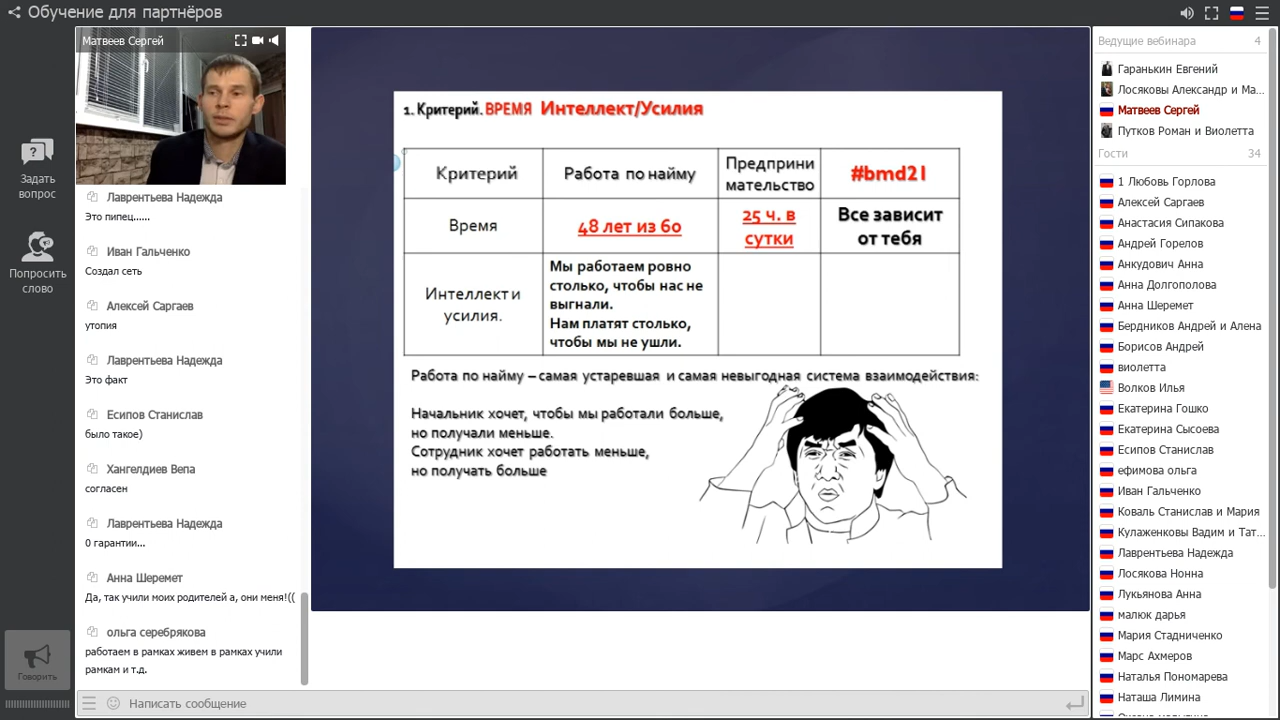 Обучение для партнёров
Матвеев Сергей
Задать
вопрос
Попросить
слово
Говорить
Лаврентьева Надежда
Это пипец......
Иван Гальченко
Создал сеть
Алексей Саргаев
утопия
Лаврентьева Надежда
Это факт
Есипов Станислав
было такое)
Хангелдиев Вепа
согласен
Лаврентьева Надежда
0 гарантии...
Анна Шеремет
Да, так учили моих родителей а, они меня!((
ольга серебрякова
работаем в рамках живем в рамках учили
рамкам и т.д.
Написать сообщение
1. Критерий. ВРЕМЯ Интеллект/Усилия
Критерий
Работа по найму
Предприни
мательство
#bmd21
Время
48 лет из 60
25 ч. в
сутки
Все зависит
от тебя
Интеллект и
усилия.
Мы работаем ровно
столько, чтобы нас не
выгнали.
Нам платят столько,
чтобы мы не ушли.
Работа по найму – самая устаревшая и самая невыгодная система взаимодействия:
Начальник хочет, чтобы мы работали больше,
но получали меньше.
Сотрудник хочет работать меньше,
но получать больше
Ведущие вебинара 4
Гаранькин Евгений
Лосяковы Александр и Ма...
Матвеев Сергей
Путков Роман и Виолетта
Гости 34
1 Любовь Горлова
Алексей Саргаев
Анастасия Сипакова
Андрей Горелов
Анкудович Анна
Анна Долгополова
Анна Шеремет
Бердников Андрей и Алена
Борисов Андрей
виолетта
Волков Илья
Екатерина Гошко
Екатерина Сысоева
Есипов Станислав
ефимова ольга
Иван Гальченко
Коваль Станислав и Мария
Кулаженковы Вадим и Тат...
Лаврентьева Надежда
Лосякова Нонна
Лукьянова Анна
малюк дарья
Мария Стадниченко
Марс Ахмеров
Наталья Пономарева
Наташа Лимина